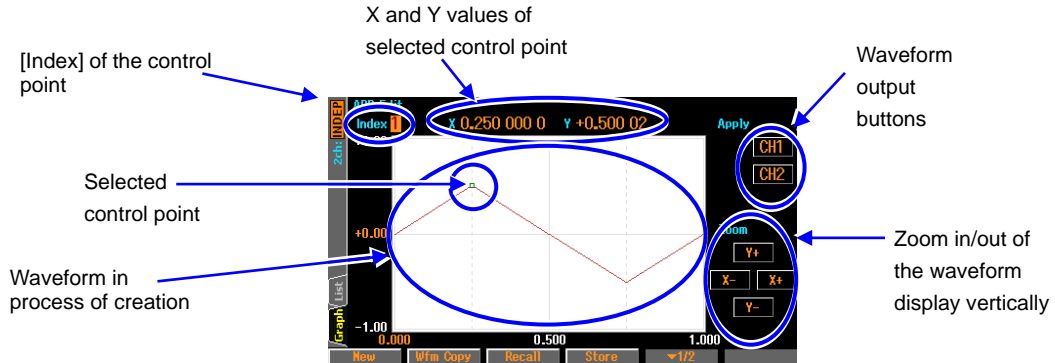 X and Y values of
selected control point
[Index] of the control
point
Waveform
output
buttons
2ch: INDEP
Index 1
X 0.250 000 0 Y +0.500 02
Apply
CH1
CH2
Selected
control point
+0.00
Zoom
Y+
X- X+
Y-
Zoom in/out of
the waveform
display vertically
Waveform in
process of creation
List
Graph
-1.00
0.000 0.500 1.000
New Wfm Copy Recall Store ▼1/2